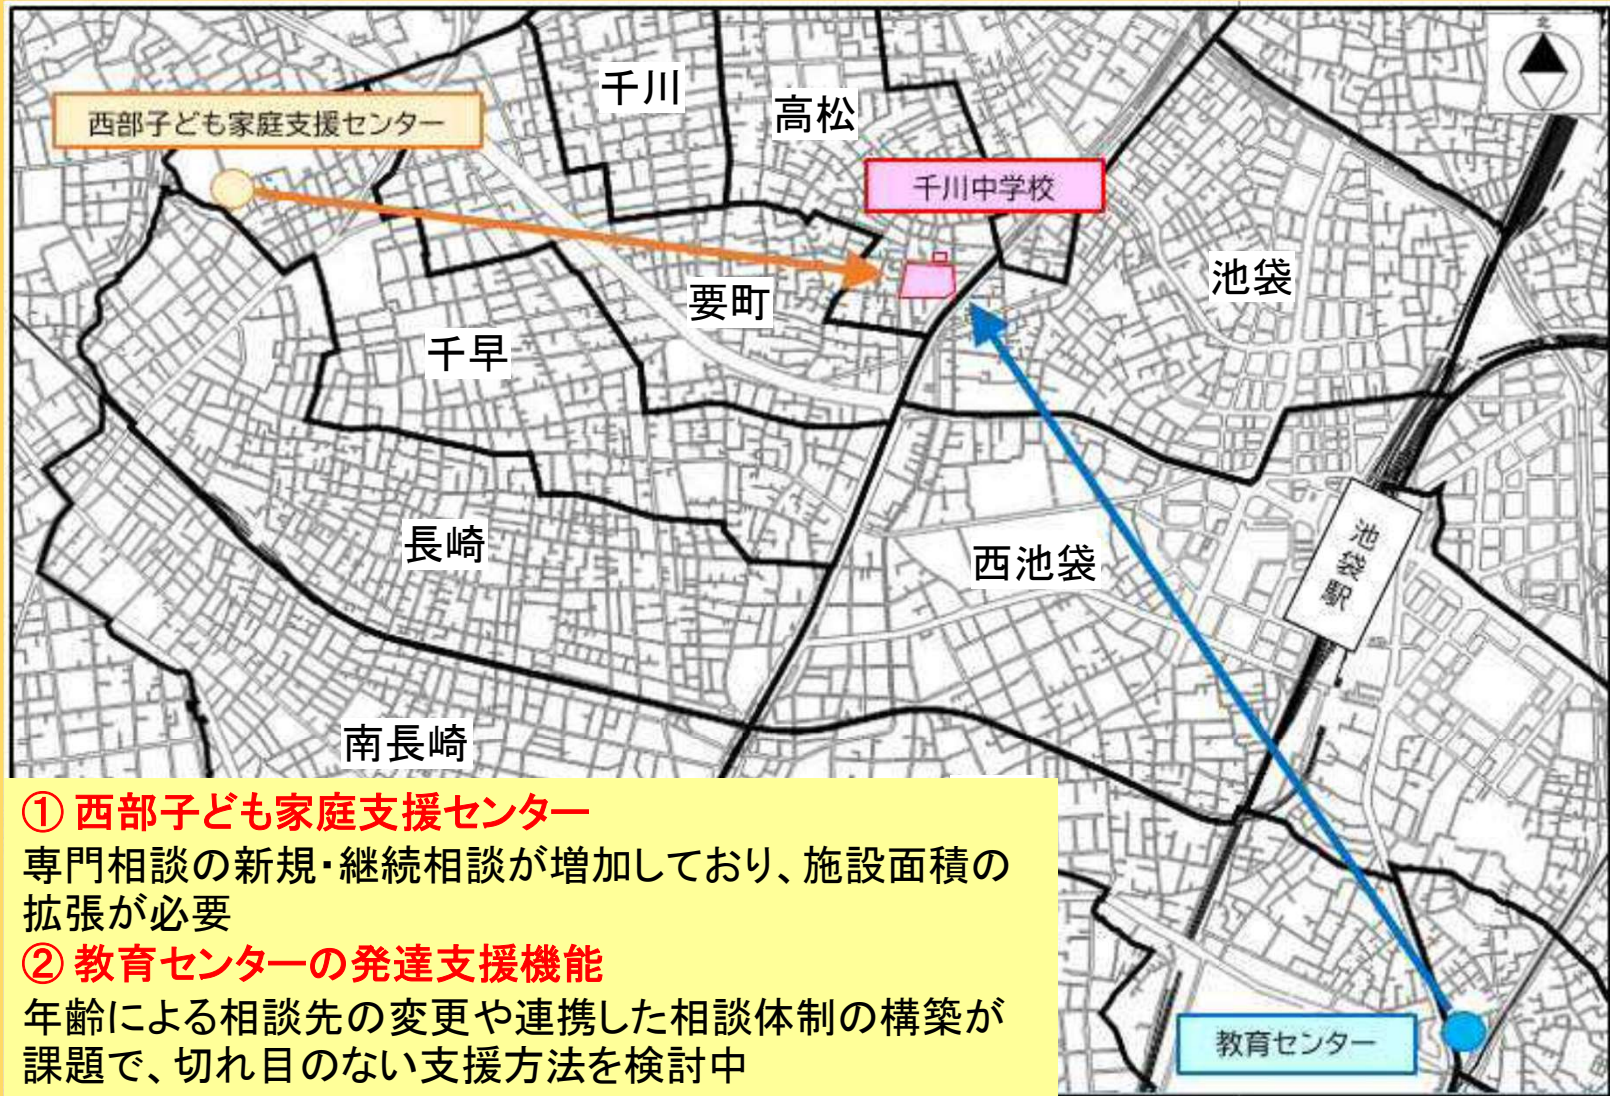 北
千川
高松
西部子ども家庭支援センター
千川中学校
池袋
要町
千早
長崎
西池袋
池袋駅
南長崎
① 西部子ども家庭支援センター
専門相談の新規・継続相談が増加しており、施設面積の
拡張が必要
② 教育センターの発達支援機能
年齢による相談先の変更や連携した相談体制の構築が
課題で、切れ目のない支援方法を検討中
教育センター